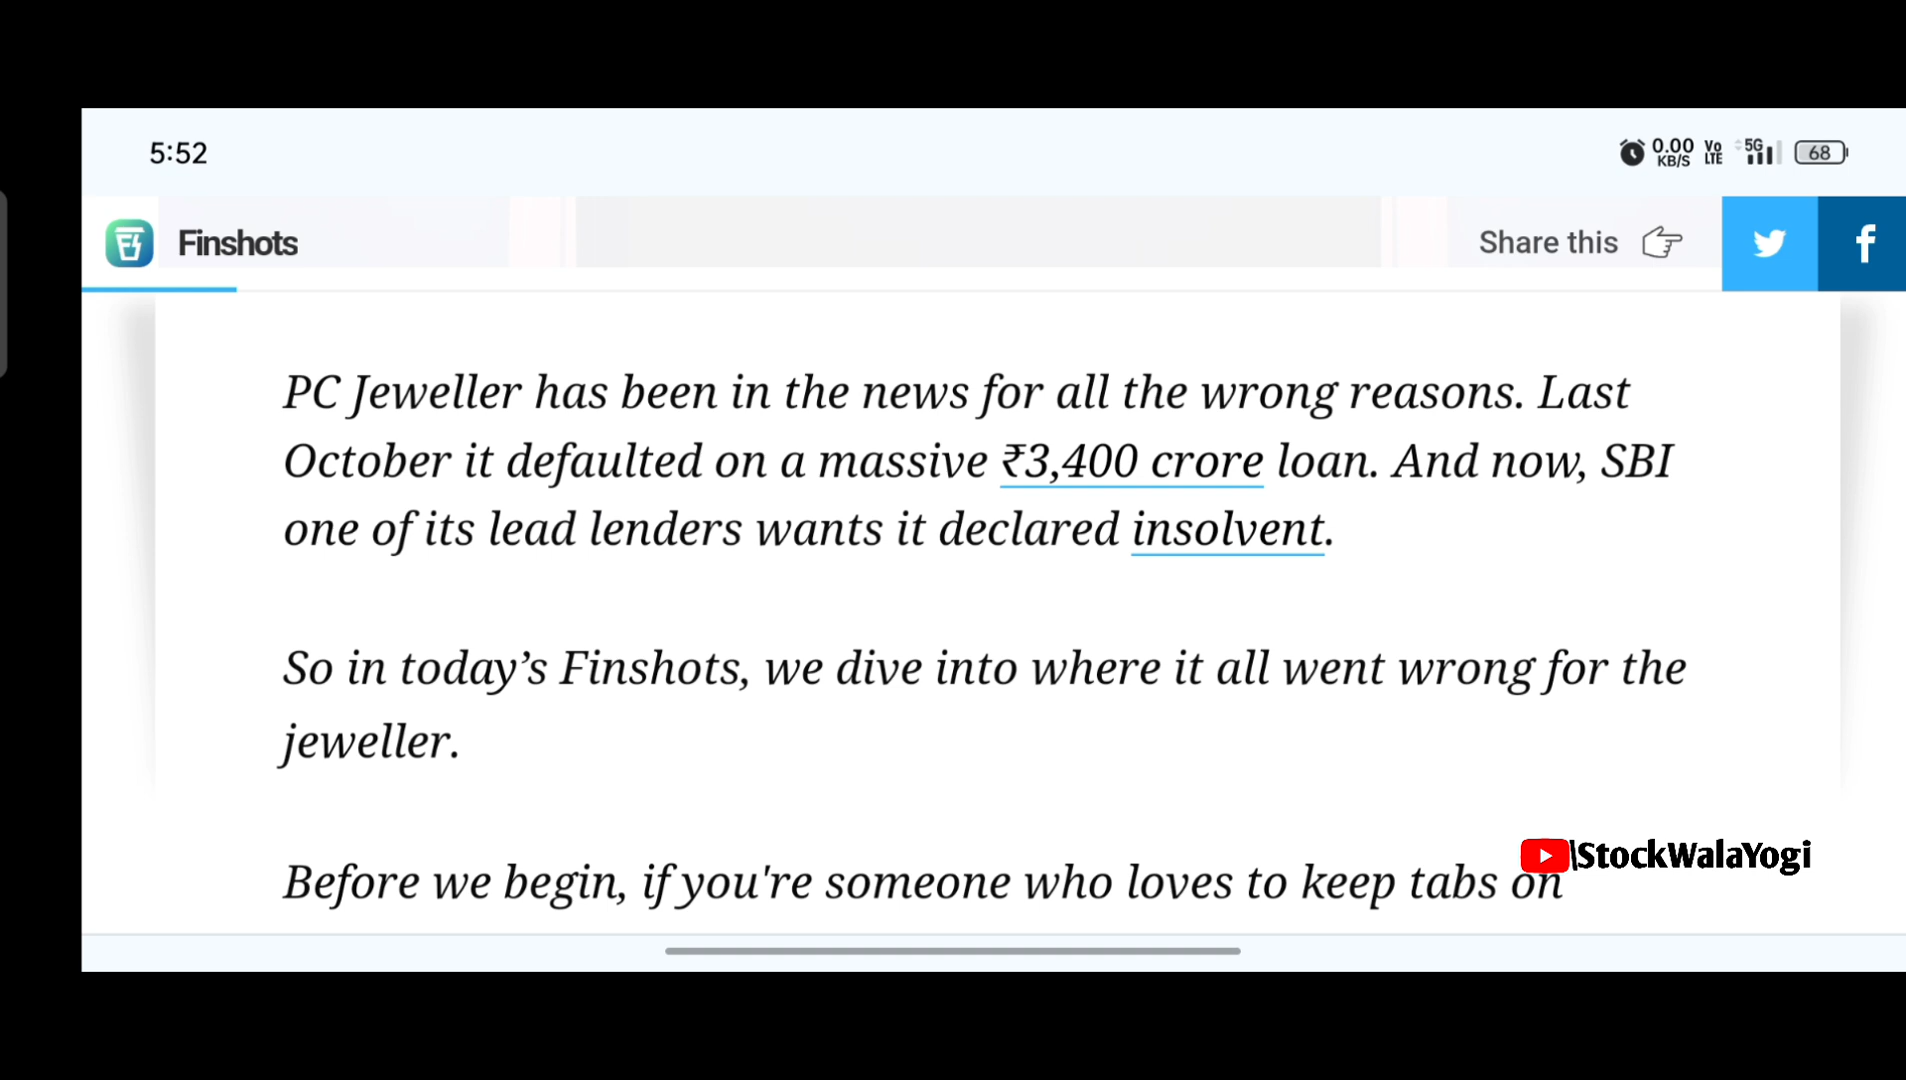 5:52
0.00 KB/S Vo LTE 5G 68
Finshots
Share this
PC Jeweller has been in the news for all the wrong reasons. Last
October it defaulted on a massive ₹3,400 crore loan. And now, SBI
one of its lead lenders wants it declared insolvent.
So in today’s Finshots, we dive into where it all went wrong for the
jeweller.
\StockWalaYogi
Before we begin, if you're someone who loves to keep tabs on